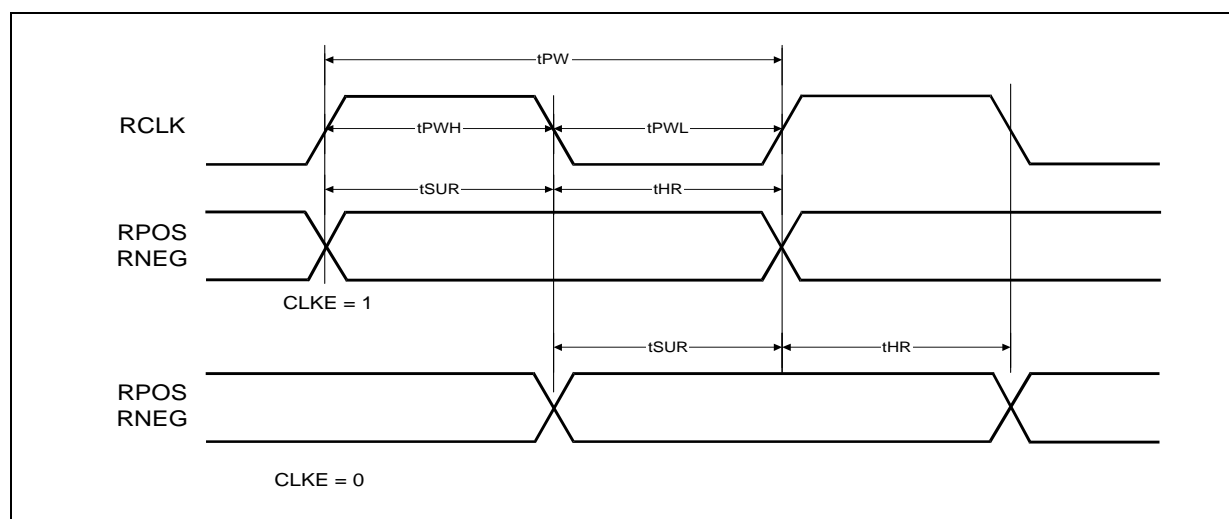 tPW
RCLK
tPWH
tPWL
tSUR
tHR
RPOS
RNEG
CLKE = 1
tSUR
tHR
RPOS
RNEG
CLKE = 0